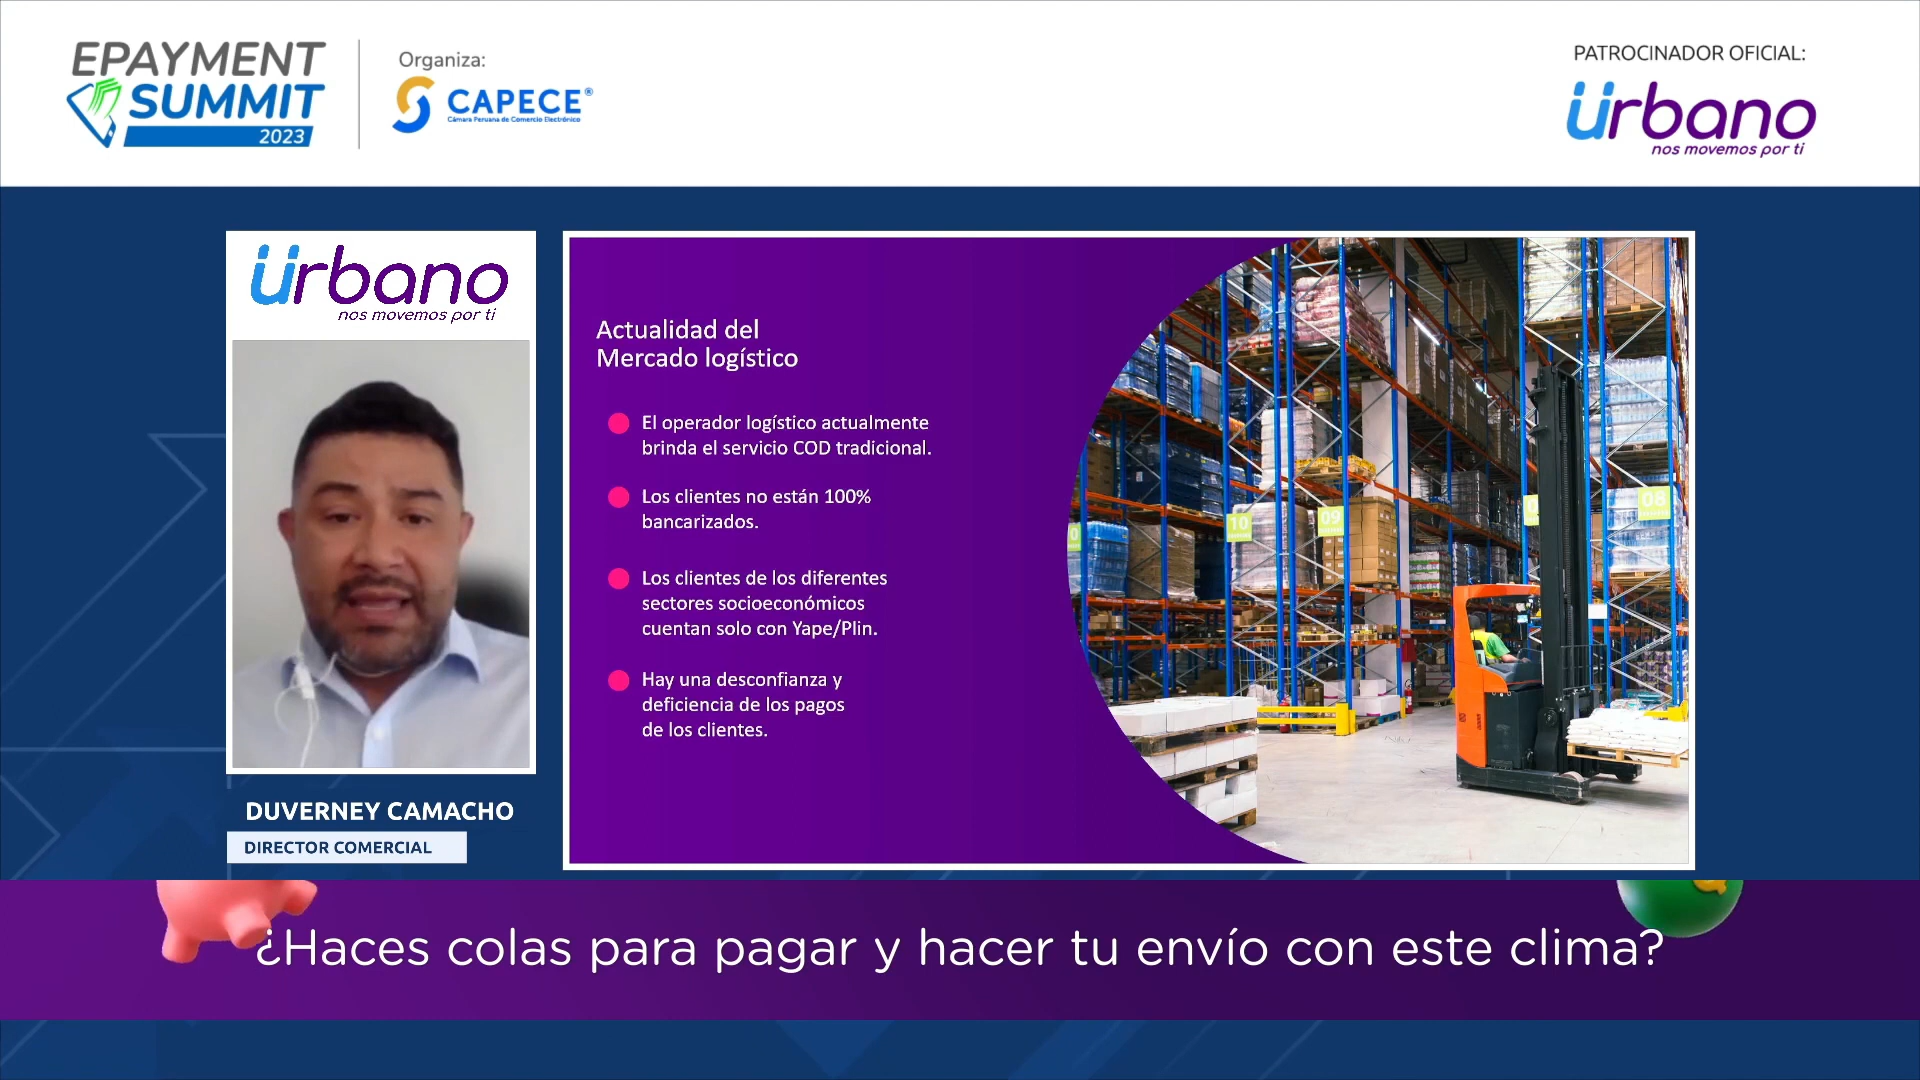 EPAYMENT
SUMMIT
2023
Organiza:
CAPECE®
Cámara Peruana de Comercio Electrónico
PATROCINADOR OFICIAL:
ürbano
nos movemos por ti
ürbano
nos movemos por ti
Actualidad del
Mercado logístico
El operador logístico actualmente
brinda el servicio COD tradicional.
Los clientes no están 100%
bancarizados.
Los clientes de los diferentes
sectores socioeconómicos
cuentan solo con Yape/Plin.
Hay una desconfianza y
deficiencia de los pagos
de los clientes.
10
09
08
DUVERNEY CAMACHO
DIRECTOR COMERCIAL
¿Haces colas para pagar y hacer tu envío con este clima?